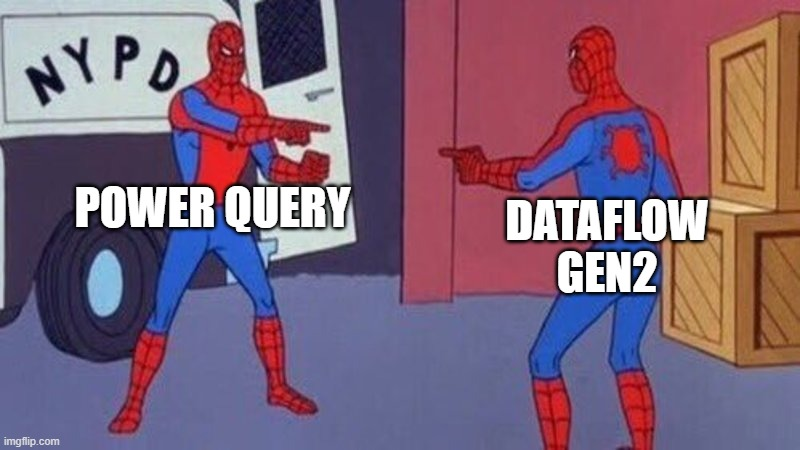 NYPD
POWER QUERY
DATAFLOW
GEN2
imgflip.com